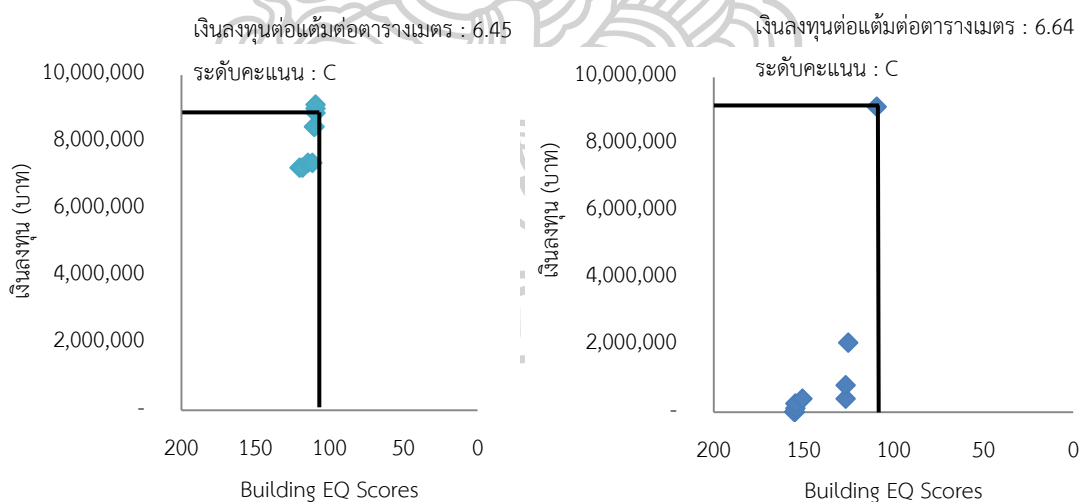 เงินลงทุนต่อแต้มต่อตารางเมตร : 6.45
ระดับคะแนน : C
10,000,000
8,000,000
6,000,000
4,000,000
2,000,000
-
เงินลงทุน (บาท)
200 150 100 50 0
Building EQ Scores
เงินลงทุนต่อแต้มต่อตารางเมตร : 6.64
ระดับคะแนน : C
10,000,000
8,000,000
6,000,000
4,000,000
2,000,000
-
เงินลงทุน (บาท)
200 150 100 50 0
Building EQ Scores